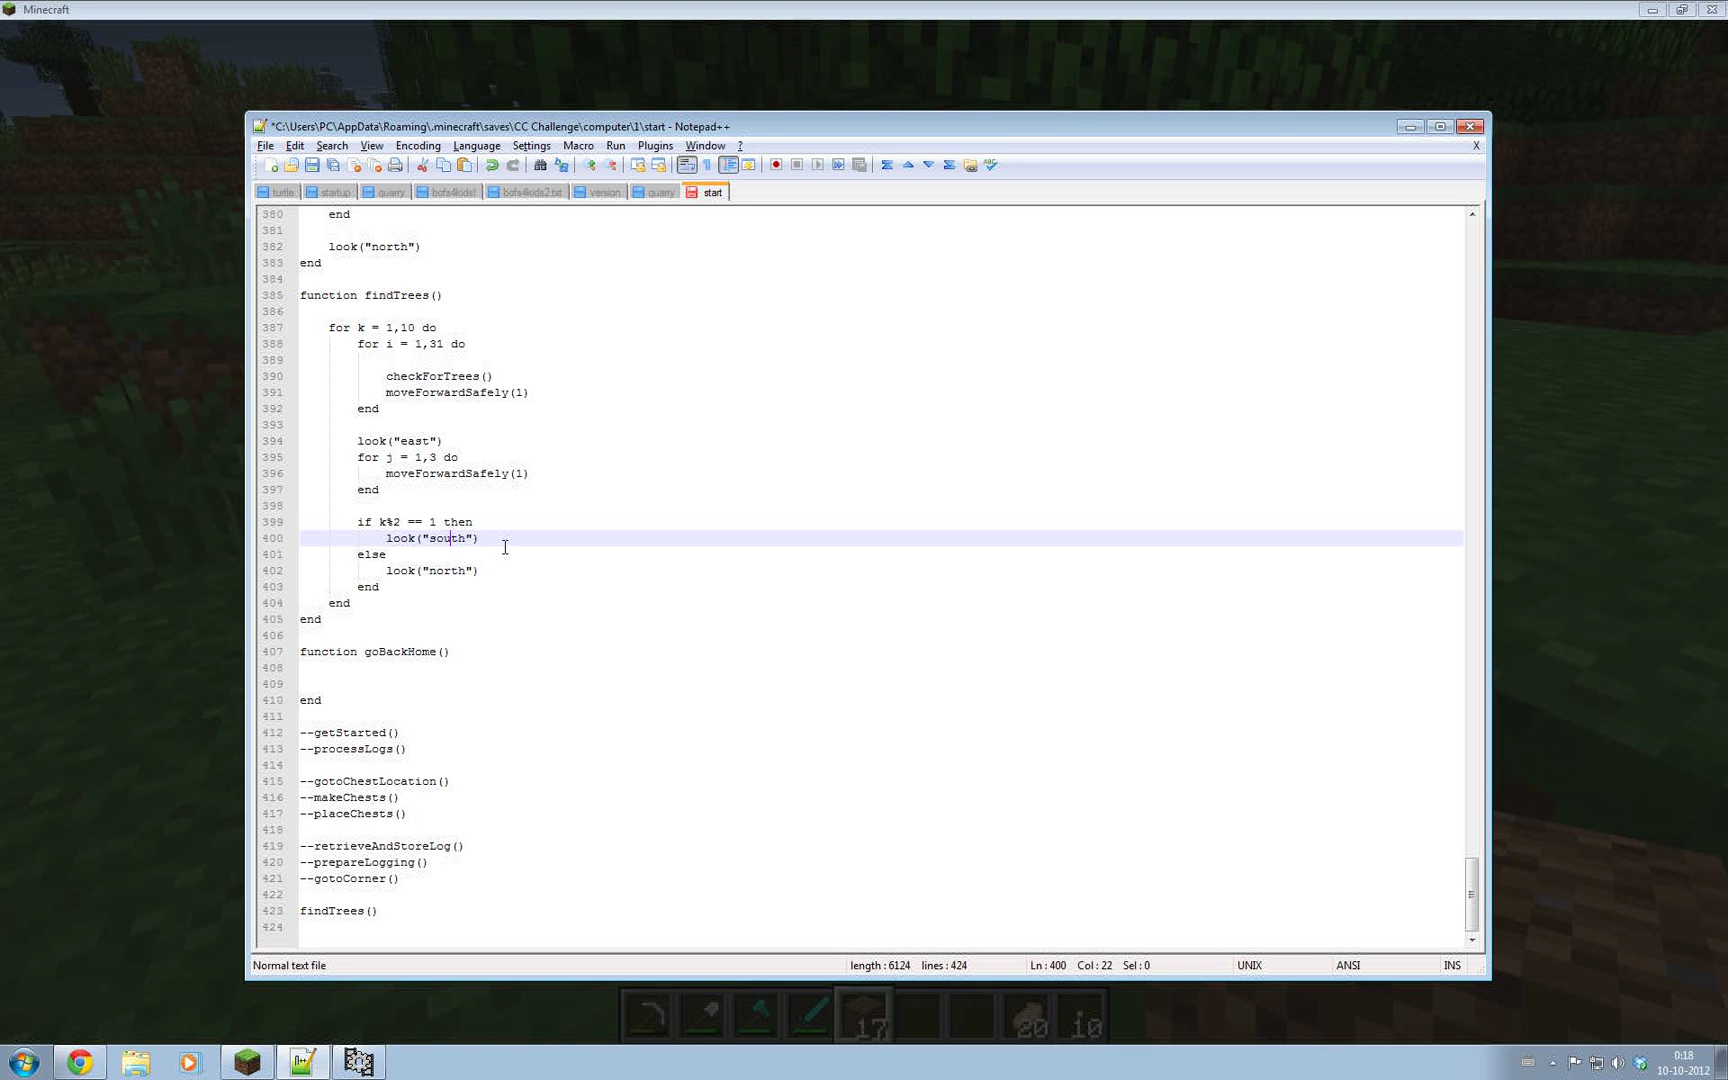 Minecraft
*C:\Users\PC\AppData\Roaming\.minecraft\saves\CC Challenge\computer\1\start - Notepad++
File Edit Search View Encoding Language Settings Macro Run Plugins Window ? X
turtle startup quarry bofs4kids! bofs4kids2.txt version quarry start
380 end
381
382 look("north")
383 end
384
385 function findTrees()
386
387 for k = 1,10 do
388 for i = 1,31 do
389
390 checkForTrees()
391 moveForwardSafely(1)
392 end
393
394 look("east")
395 for j = 1,3 do
396 moveForwardSafely(1)
397 end
398
399 if k%2 == 1 then
400 look("south")
401 else
402 look("north")
403 end
404 end
405 end
406
407 function goBackHome()
408
409
410 end
411
412 --getStarted()
413 --processLogs()
414
415 --gotoChestLocation()
416 --makeChests()
417 --placeChests()
418
419 --retrieveAndStoreLog()
420 --prepareLogging()
421 --gotoCorner()
422
423 findTrees()
424
Normal text file length : 6124 lines : 424 Ln : 400 Col : 22 Sel : 0 UNIX ANSI INS
17 20 10
0:18
10-10-2012